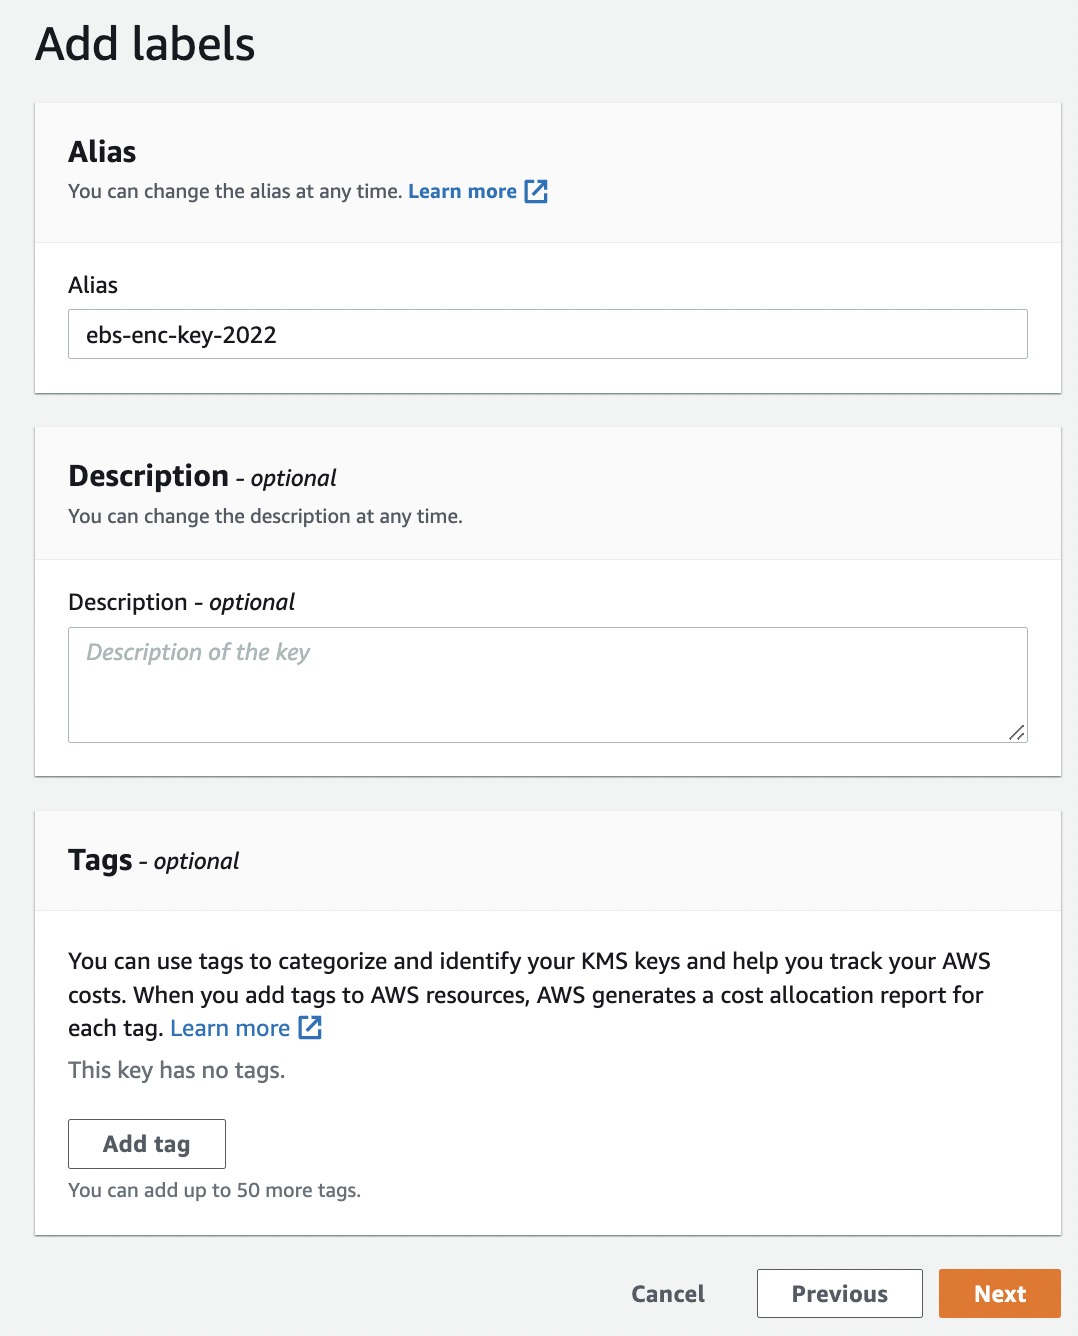 Add labels
Alias
You can change the alias at any time. Learn more
Alias
ebs-enc-key-2022
Description - optional
You can change the description at any time.
Description - optional
Description of the key
Tags - optional
You can use tags to categorize and identify your KMS keys and help you track your AWS
costs. When you add tags to AWS resources, AWS generates a cost allocation report for
each tag. Learn more
This key has no tags.
Add tag
You can add up to 50 more tags.
Cancel Previous Next